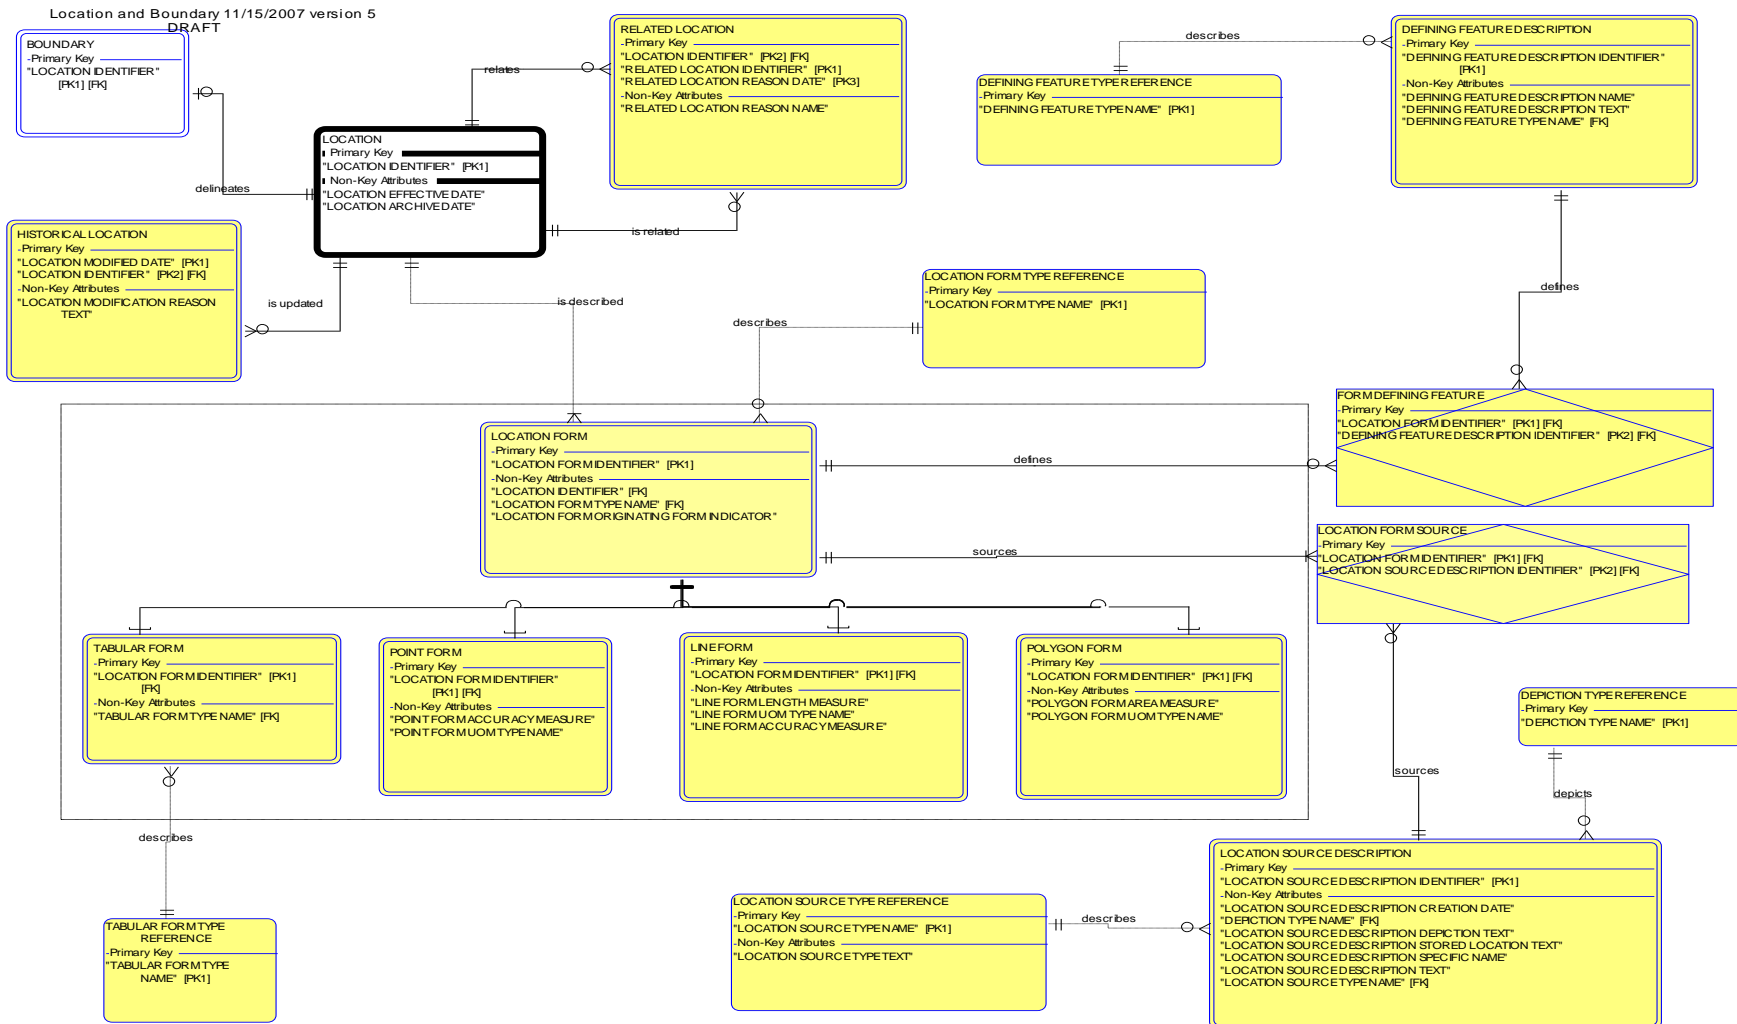 Location and Boundary 11/15/2007 version 5
DRAFT
BOUNDARY
-Primary Key
"LOCATION IDENTIFIER"
[PK1] [FK]
delineates
LOCATION
Primary Key
"LOCATION IDENTIFIER" [PK1]
Non-Key Attributes
"LOCATION EFFECTIVE DATE"
"LOCATION ARCHIVE DATE"
relates
RELATED LOCATION
-Primary Key
"LOCATION IDENTIFIER" [PK2] [FK]
"RELATED LOCATION IDENTIFIER" [PK1]
"RELATED LOCATION REASON DATE" [PK3]
-Non-Key Attributes
"RELATED LOCATION REASON NAME"
is related
describes
DEFINING FEATURE TYPE REFERENCE
-Primary Key
"DEFINING FEATURE TYPE NAME" [PK1]
DEFINING FEATURE DESCRIPTION
-Primary Key
"DEFINING FEATURE DESCRIPTION IDENTIFIER"
[PK1]
-Non-Key Attributes
"DEFINING FEATURE DESCRIPTION NAME"
"DEFINING FEATURE DESCRIPTION TEXT"
"DEFINING FEATURE TYPE NAME" [FK]
HISTORICAL LOCATION
-Primary Key
"LOCATION MODIFIED DATE" [PK1]
"LOCATION IDENTIFIER" [PK2] [FK]
-Non-Key Attributes
"LOCATION MODIFICATION REASON
TEXT"
is updated
is described
describes
LOCATION FORM TYPE REFERENCE
-Primary Key
"LOCATION FORM TYPE NAME" [PK1]
defines
FORM DEFINING FEATURE
-Primary Key
"LOCATION FORM IDENTIFIER" [PK1] [FK]
"DEFINING FEATURE DESCRIPTION IDENTIFIER" [PK2] [FK]
LOCATION FORM
-Primary Key
"LOCATION FORM IDENTIFIER" [PK1]
-Non-Key Attributes
"LOCATION IDENTIFIER" [FK]
"LOCATION FORM TYPE NAME" [FK]
"LOCATION FORM ORIGINATING FORM INDICATOR"
defines
sources
LOCATION FORM SOURCE
-Primary Key
"LOCATION FORM IDENTIFIER" [PK1] [FK]
"LOCATION SOURCE DESCRIPTION IDENTIFIER" [PK2] [FK]
TABULAR FORM
-Primary Key
"LOCATION FORM IDENTIFIER" [PK1]
[FK]
-Non-Key Attributes
"TABULAR FORM TYPE NAME" [FK]
POINT FORM
-Primary Key
"LOCATION FORM IDENTIFIER"
[PK1] [FK]
-Non-Key Attributes
"POINT FORM ACCURACY MEASURE"
"POINT FORM UOM TYPE NAME"
LINE FORM
-Primary Key
"LOCATION FORM IDENTIFIER" [PK1] [FK]
-Non-Key Attributes
"LINE FORM LENGTH MEASURE"
"LINE FORM UOM TYPE NAME"
"LINE FORM ACCURACY MEASURE"
POLYGON FORM
-Primary Key
"LOCATION FORM IDENTIFIER" [PK1] [FK]
-Non-Key Attributes
"POLYGON FORM AREA MEASURE"
"POLYGON FORM UOM TYPE NAME"
DEPICTION TYPE REFERENCE
-Primary Key
"DEPICTION TYPE NAME" [PK1]
sources
depicts
describes
TABULAR FORM TYPE
REFERENCE
-Primary Key
"TABULAR FORM TYPE
NAME" [PK1]
LOCATION SOURCE TYPE REFERENCE
-Primary Key
"LOCATION SOURCE TYPE NAME" [PK1]
-Non-Key Attributes
"LOCATION SOURCE TYPE TEXT"
describes
LOCATION SOURCE DESCRIPTION
-Primary Key
"LOCATION SOURCE DESCRIPTION IDENTIFIER" [PK1]
-Non-Key Attributes
"LOCATION SOURCE DESCRIPTION CREATION DATE"
"DEPICTION TYPE NAME" [FK]
"LOCATION SOURCE DESCRIPTION DEPICTION TEXT"
"LOCATION SOURCE DESCRIPTION STORED LOCATION TEXT"
"LOCATION SOURCE DESCRIPTION SPECIFIC NAME"
"LOCATION SOURCE DESCRIPTION TEXT"
"LOCATION SOURCE TYPE NAME" [FK]